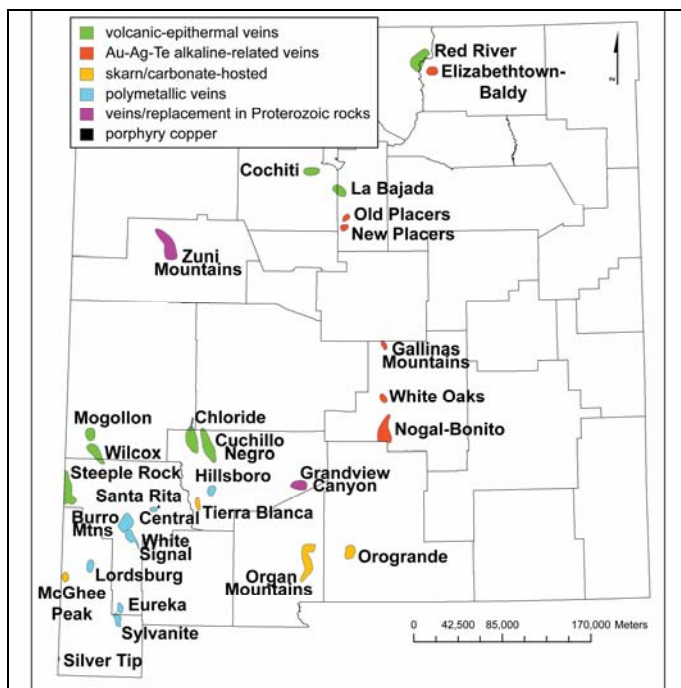 volcanic-epithermal veins
Au-Ag-Te alkaline-related veins
skarn/carbonate-hosted
polymetallic veins
veins/replacement in Proterozoic rocks
porphyry copper
Red River
Elizabethtown-
Baldy
N
Cochiti
La Bajada
Old Placers
New Placers
Zuni
Mountains
Gallinas
Mountains
White Oaks
Nogal-Bonito
Mogollon
Chloride
Wilcox
Cuchillo
Negro
Steeple Rock
Hillsboro
Grandview
Canyon
Santa Rita
Tierra Blanca
Burro
Mtns
Central
White
Signal
Lordsburg
Organ
Mountains
Orogrande
McGhee
Peak
Eureka
Sylvanite
Silver Tip
0 42,500 85,000 170,000 Meters